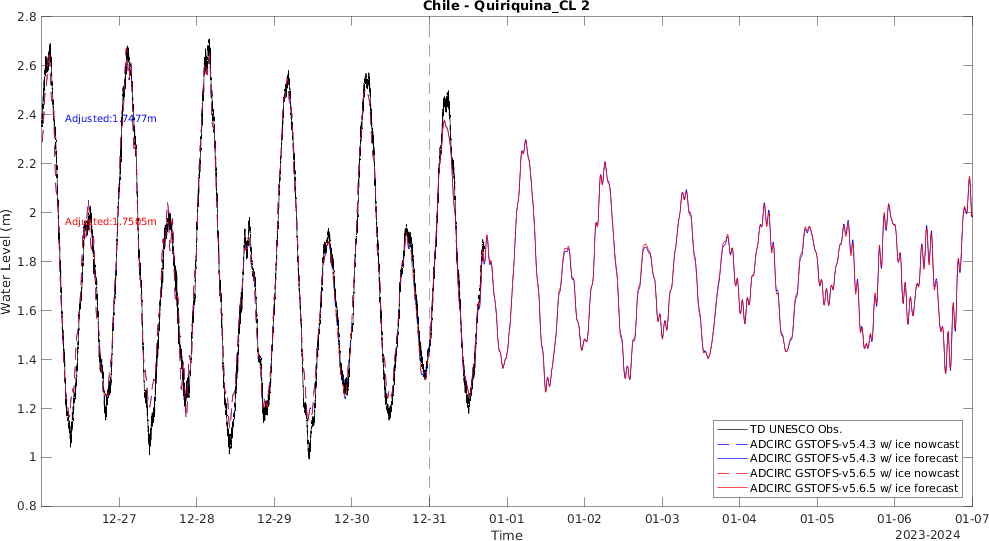 Chile - Quiriquina_CL 2
2.8
2.6
2.4
2.2
2
1.8
1.6
1.4
1.2
1
0.8
Water Level (m)
Adjusted:1.7477m
Adjusted:1.7505m
TD UNESCO Obs.
ADCIRC GSTOFS-v5.4.3 w/ ice nowcast
ADCIRC GSTOFS-v5.4.3 w/ ice forecast
ADCIRC GSTOFS-v5.6.5 w/ ice nowcast
ADCIRC GSTOFS-v5.6.5 w/ ice forecast
12-27 12-28 12-29 12-30 12-31 01-01 01-02 01-03 01-04 01-05 01-06 01-07
Time
2023-2024